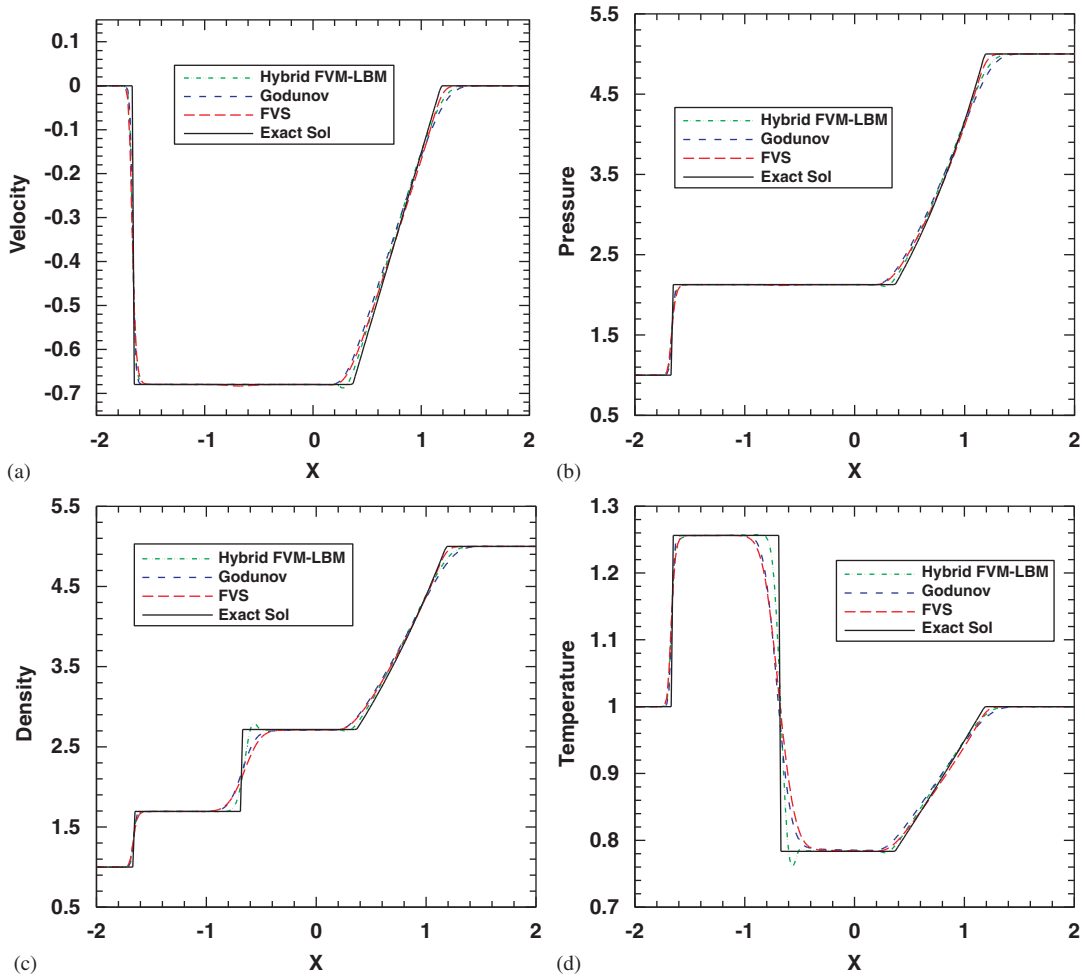 0.1
0
-0.1
-0.2
-0.3
-0.4
-0.5
-0.6
-0.7
Velocity
Hybrid FVM-LBM
Godunov
FVS
Exact Sol
-2 -1 0 1 2
X
(a)
5.5
4.5
3.5
2.5
1.5
0.5
Pressure
Hybrid FVM-LBM
Godunov
FVS
Exact Sol
-2 -1 0 1 2
X
(b)
5.5
4.5
3.5
2.5
1.5
0.5
Density
Hybrid FVM-LBM
Godunov
FVS
Exact Sol
-2 -1 0 1 2
X
(c)
1.3
1.2
1.1
1
0.9
0.8
0.7
Temperature
Hybrid FVM-LBM
Godunov
FVS
Exact Sol
-2 -1 0 1 2
X
(d)